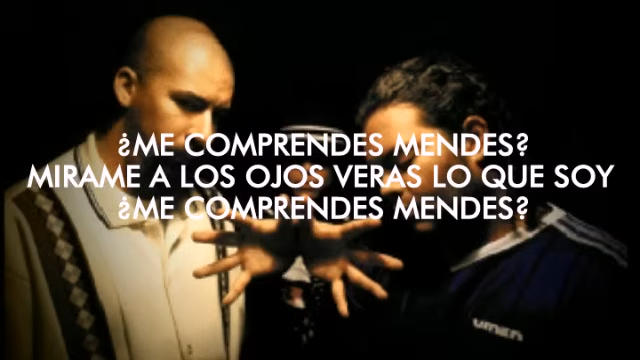 ¿ME COMPRENDES MENDES?
MIRAME A LOS OJOS VERAS LO QUE SOY
¿ME COMPRENDES MENDES?